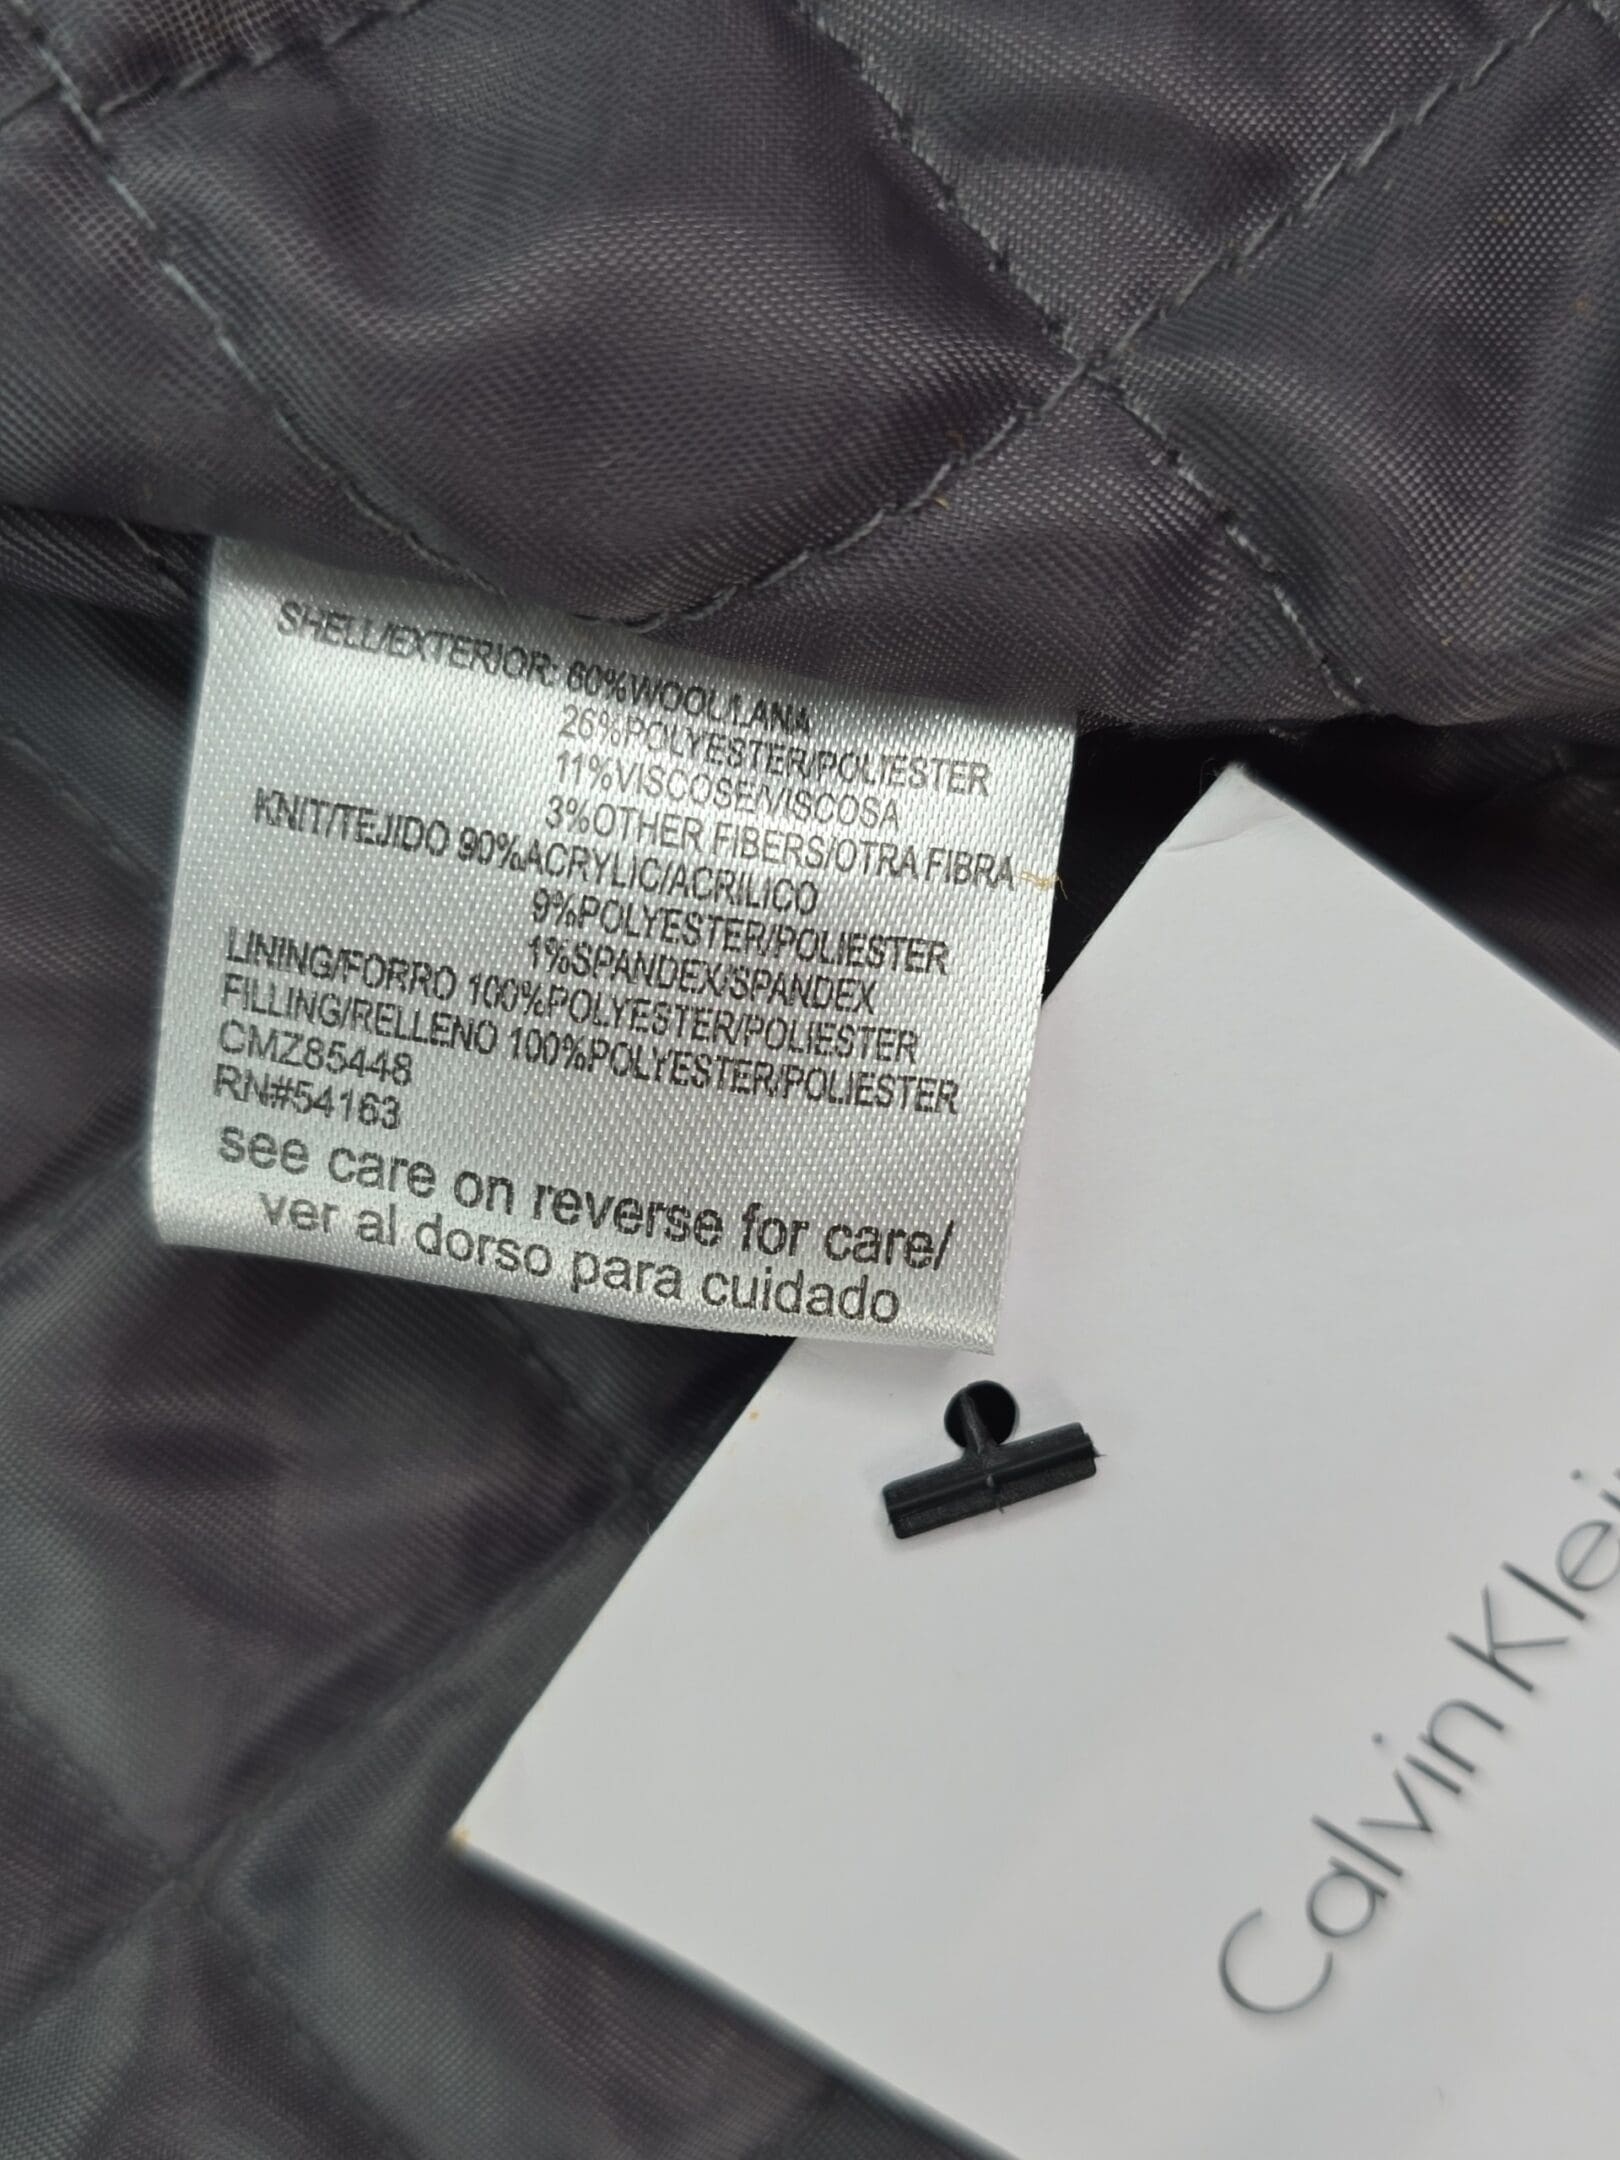 SHELL/EXTERIOR: 60%WOOL/LANA
26%POLYESTER/POLIESTER
11%VISCOSE/VISCOSA
3%OTHER FIBERS/OTRA FIBRA
KNIT/TEJIDO 90%ACRYLIC/ACRILICO
9%POLYESTER/POLIESTER
1%SPANDEX/SPANDEX
LINING/FORRO 100%POLYESTER/POLIESTER
FILLING/RELLENO 100%POLYESTER/POLIESTER
CMZ85448
RN#54163
see care on reverse for care/
ver al dorso para cuidado
Calvin Klein